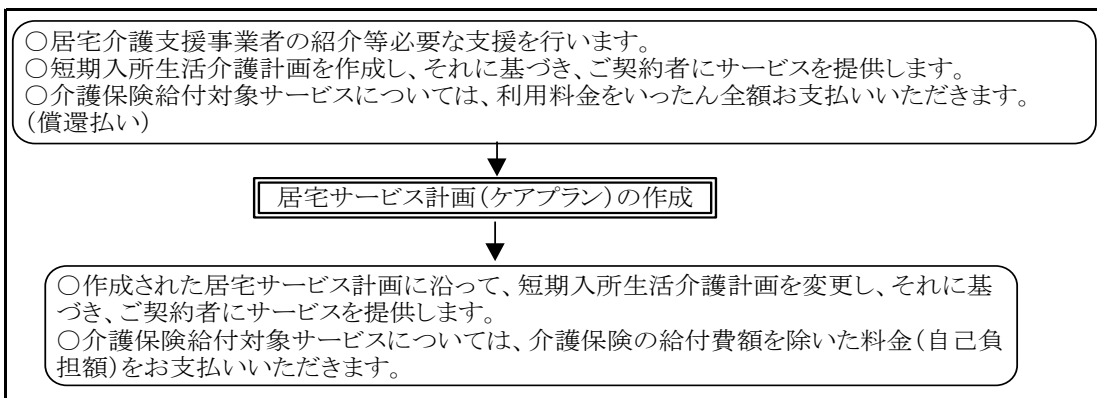 ○居宅介護支援事業者の紹介等必要な支援を行います。
○短期入所生活介護計画を作成し、それに基づき、ご契約者にサービスを提供します。
○介護保険給付対象サービスについては、利用料金をいったん全額お支払いいただきます。
(償還払い)
居宅サービス計画(ケアプラン)の作成
○作成された居宅サービス計画に沿って、短期入所生活介護計画を変更し、それに基
づき、ご契約者にサービスを提供します。
○介護保険給付対象サービスについては、介護保険の給付費額を除いた料金(自己負
担額)をお支払いいただきます。